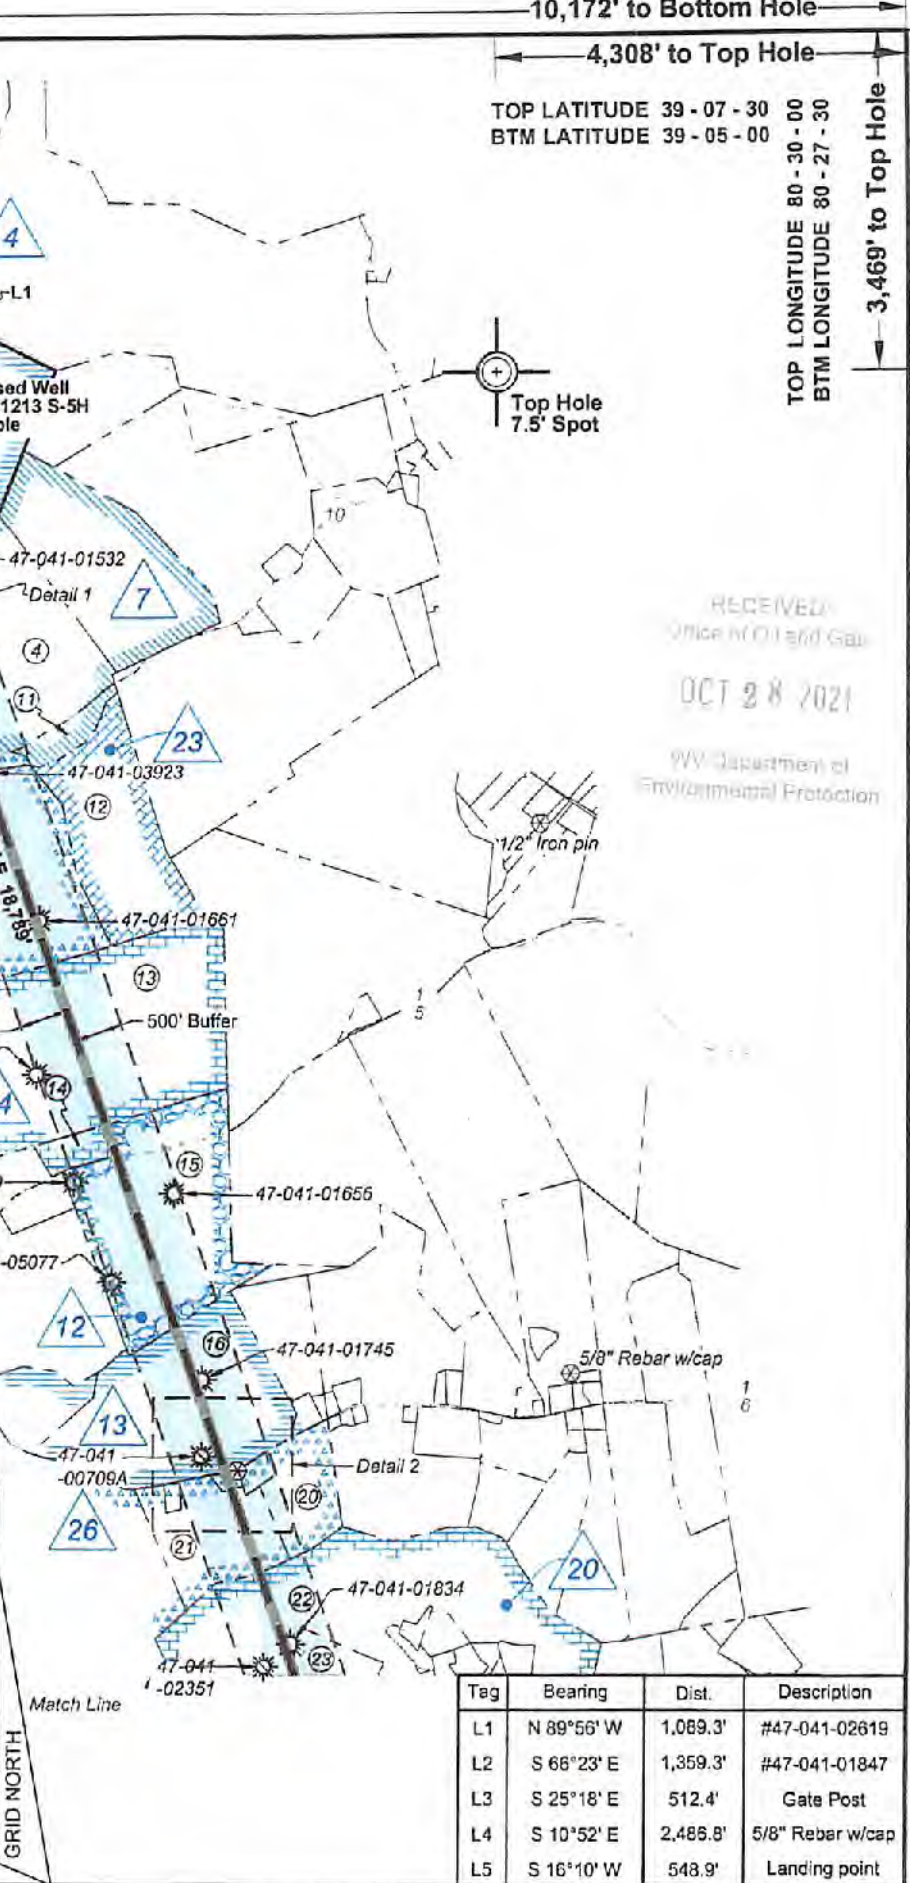 10,172' to Bottom Hole
4,308' to Top Hole
TOP LATITUDE 39 - 07 - 30
BTM LATITUDE 39 - 05 - 00
TOP LONGITUDE 80 - 30 - 00
BTM LONGITUDE 80 - 27 - 30
3,469' to Top Hole
4
L1
sed Well
1213 S-5H
ole
Top Hole
7.5' Spot
10
47-041-01532
Detail 1
7
RECEIVED
Office of Oil and Gas
OCT 28 2021
WV Department of
Environmental Protection
4
11
23
47-041-03923
12
1/2" Iron pin
E 18,789'
47-041-01661
13
1
5
500' Buffer
14
4
15
47-041-01656
-05077
12
16
47-041-01745
5/8" Rebar w/cap
1
6
13
47-041
-00709A
Detail 2
20
26
21
20
22
47-041-01834
23
47-041
-02351
Match Line
GRID NORTH
Tag Bearing Dist. Description
L1 N 89°56' W 1,089.3' #47-041-02619
L2 S 66°23' E 1,359.3' #47-041-01847
L3 S 25°18' E 512.4' Gate Post
L4 S 10°52' E 2,486.8' 5/8" Rebar w/cap
L5 S 16°10' W 548.9' Landing point